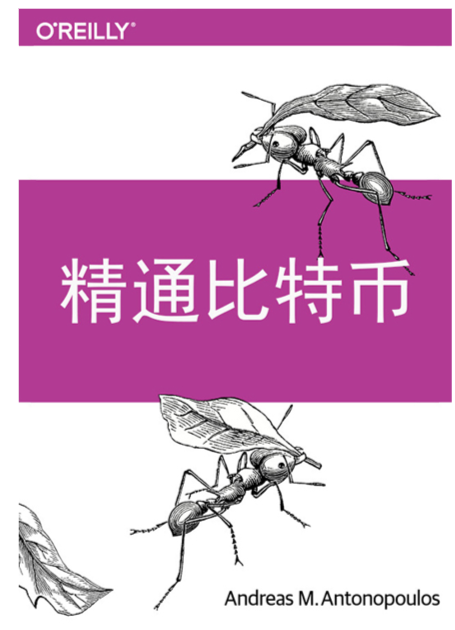 O'REILLY®
精通比特币
Andreas M. Antonopoulos